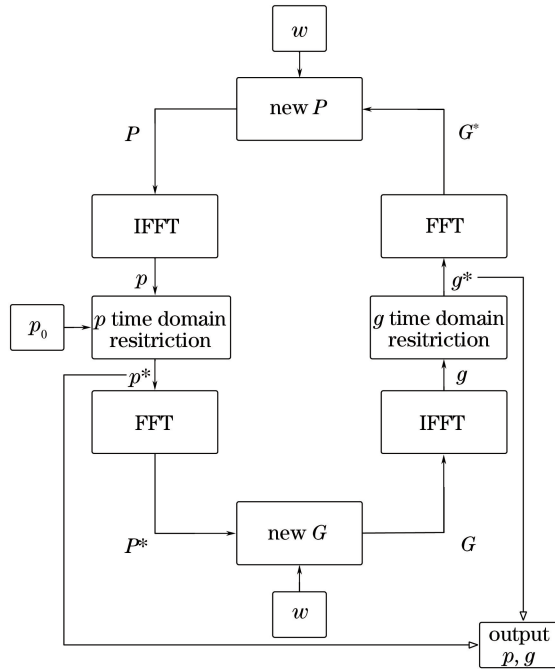 w
new P
P
G*
IFFT
FFT
p
g*
p₀
p time domain
resitriction
g time domain
resitriction
p*
g
FFT
IFFT
P*
new G
G
w
output
p, g